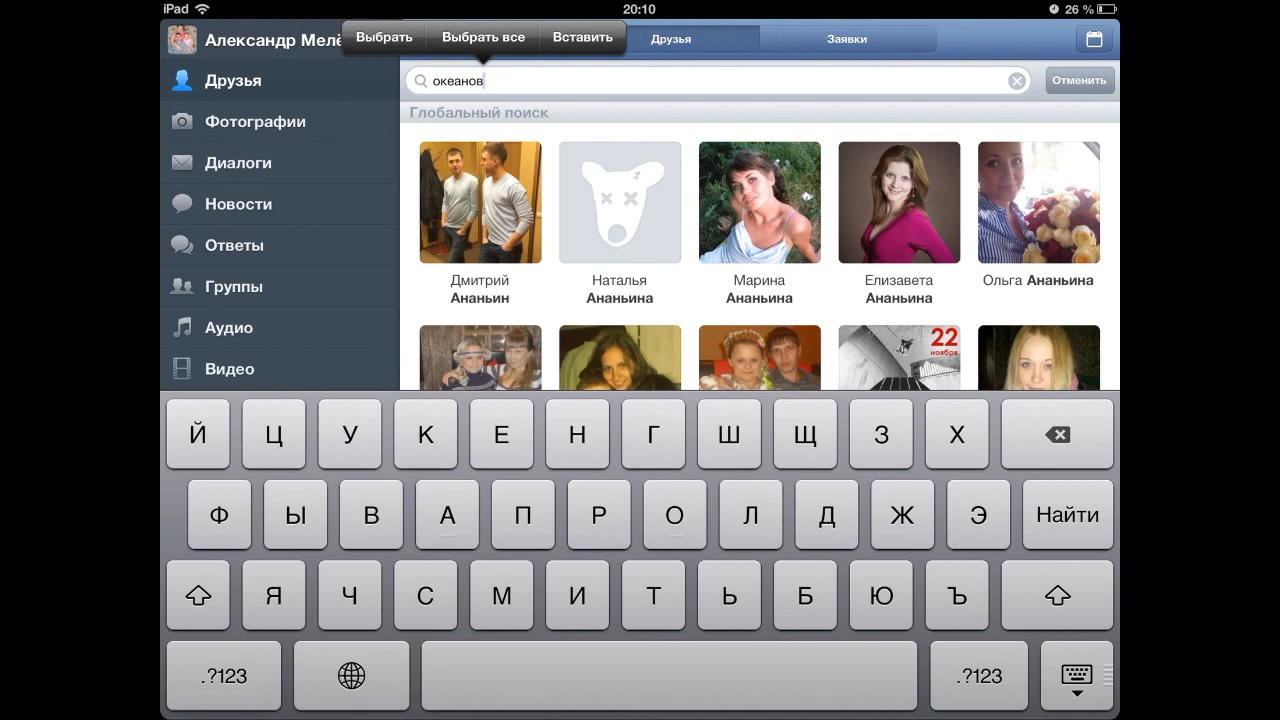 iPad 20:10 26 %
Александр Мелё
Выбрать Выбрать все Вставить
Друзья Заявки
Друзья
Фотографии
Диалоги
Новости
Ответы
Группы
Аудио
Видео
океанов
Отменить
Глобальный поиск
Дмитрий
Ананьин
Наталья
Ананьина
Марина
Ананьина
Елизавета
Ананьина
Ольга Ананьина
22
ноября
Й Ц У К Е Н Г Ш Щ З Х
Ф Ы В А П Р О Л Д Ж Э Найти
Я Ч С М И Т Ь Б Ю Ъ
.?123 .?123